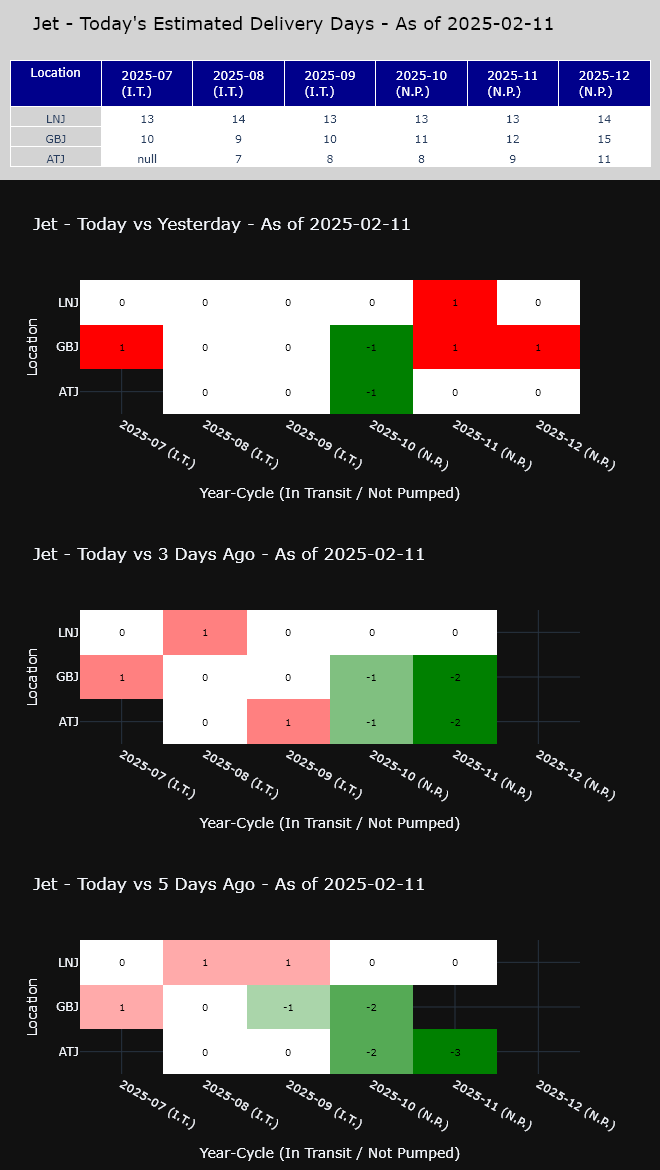 Jet - Today's Estimated Delivery Days - As of 2025-02-11
Location 2025-07 (I.T.) 2025-08 (I.T.) 2025-09 (I.T.) 2025-10 (N.P.) 2025-11 (N.P.) 2025-12 (N.P.)
LNJ 13 14 13 13 13 14
GBJ 10 9 10 11 12 15
ATJ null 7 8 8 9 11
Jet - Today vs Yesterday - As of 2025-02-11
Location
LNJ 0 0 0 0 1 0
GBJ 1 0 0 -1 1 1
ATJ 0 0 -1 0 0
2025-07 (I.T.) 2025-08 (I.T.) 2025-09 (I.T.) 2025-10 (N.P.) 2025-11 (N.P.) 2025-12 (N.P.)
Year-Cycle (In Transit / Not Pumped)
Jet - Today vs 3 Days Ago - As of 2025-02-11
Location
LNJ 0 1 0 0 0
GBJ 1 0 0 -1 -2
ATJ 0 1 -1 -2
2025-07 (I.T.) 2025-08 (I.T.) 2025-09 (I.T.) 2025-10 (N.P.) 2025-11 (N.P.) 2025-12 (N.P.)
Year-Cycle (In Transit / Not Pumped)
Jet - Today vs 5 Days Ago - As of 2025-02-11
Location
LNJ 0 1 1 0 0
GBJ 1 0 -1 -2
ATJ 0 0 -2 -3
2025-07 (I.T.) 2025-08 (I.T.) 2025-09 (I.T.) 2025-10 (N.P.) 2025-11 (N.P.) 2025-12 (N.P.)
Year-Cycle (In Transit / Not Pumped)